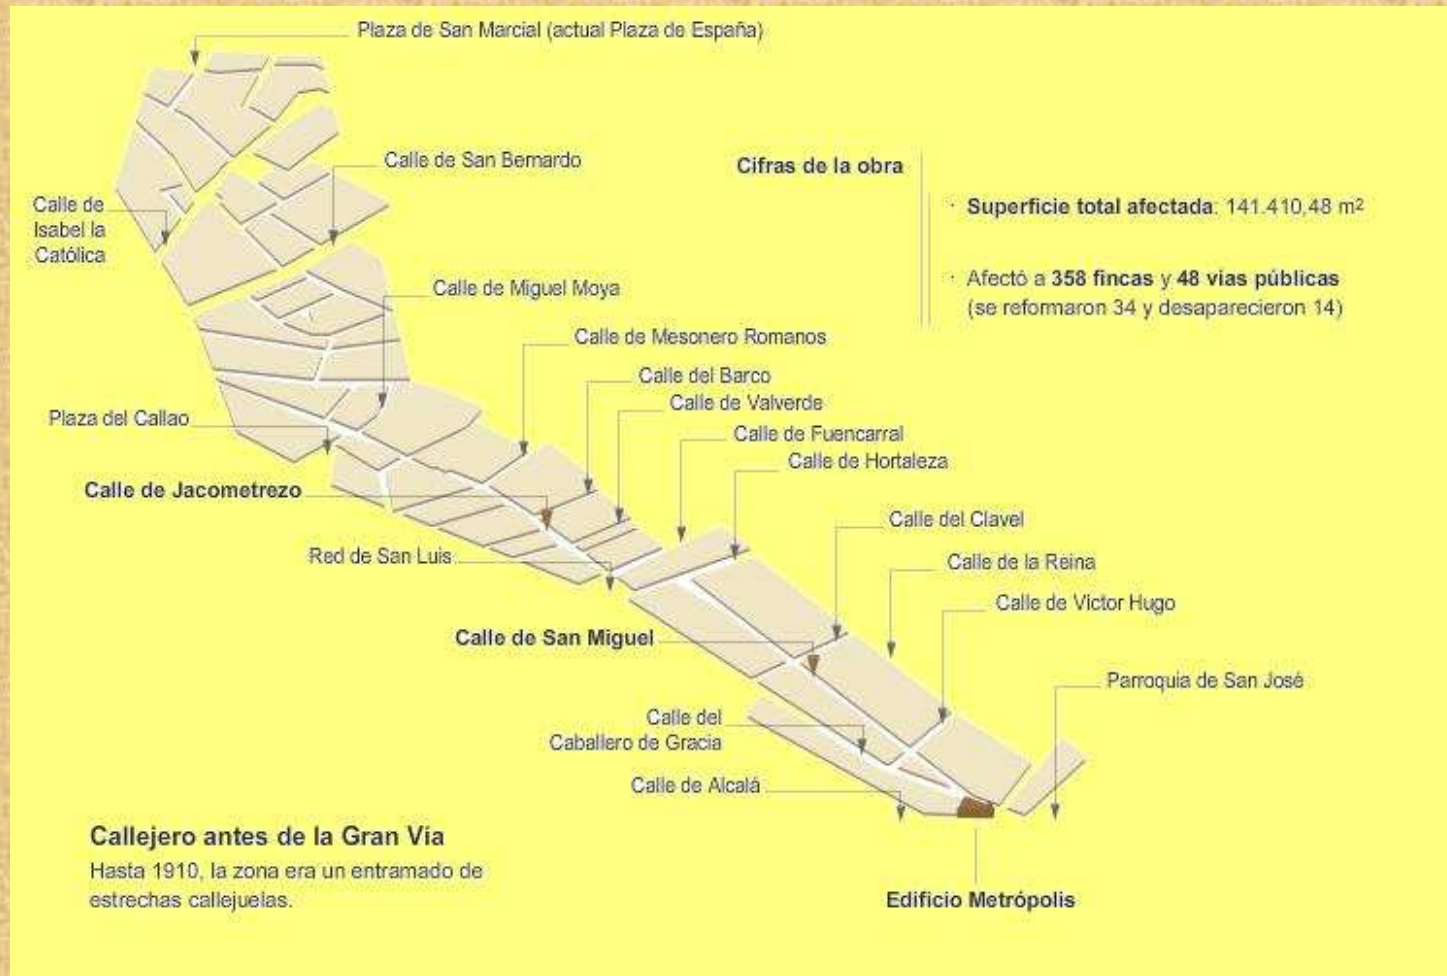 Plaza de San Marcial (actual Plaza de España)
Calle de San Bernardo
Cifras de la obra
· Superficie total afectada: 141.410,48 m²
Calle de
Isabel la
Católica
· Afectó a 358 fincas y 48 vías públicas
(se reformaron 34 y desaparecieron 14)
Calle de Miguel Moya
Calle de Mesonero Romanos
Calle del Barco
Calle de Valverde
Plaza del Callao
Calle de Fuencarral
Calle de Hortaleza
Calle de Jacometrezo
Calle del Clavel
Red de San Luis
Calle de la Reina
Calle de Victor Hugo
Calle de San Miguel
Parroquia de San José
Calle del
Caballero de Gracia
Calle de Alcalá
Callejero antes de la Gran Vía
Hasta 1910, la zona era un entramado de
estrechas callejuelas.
Edificio Metrópolis